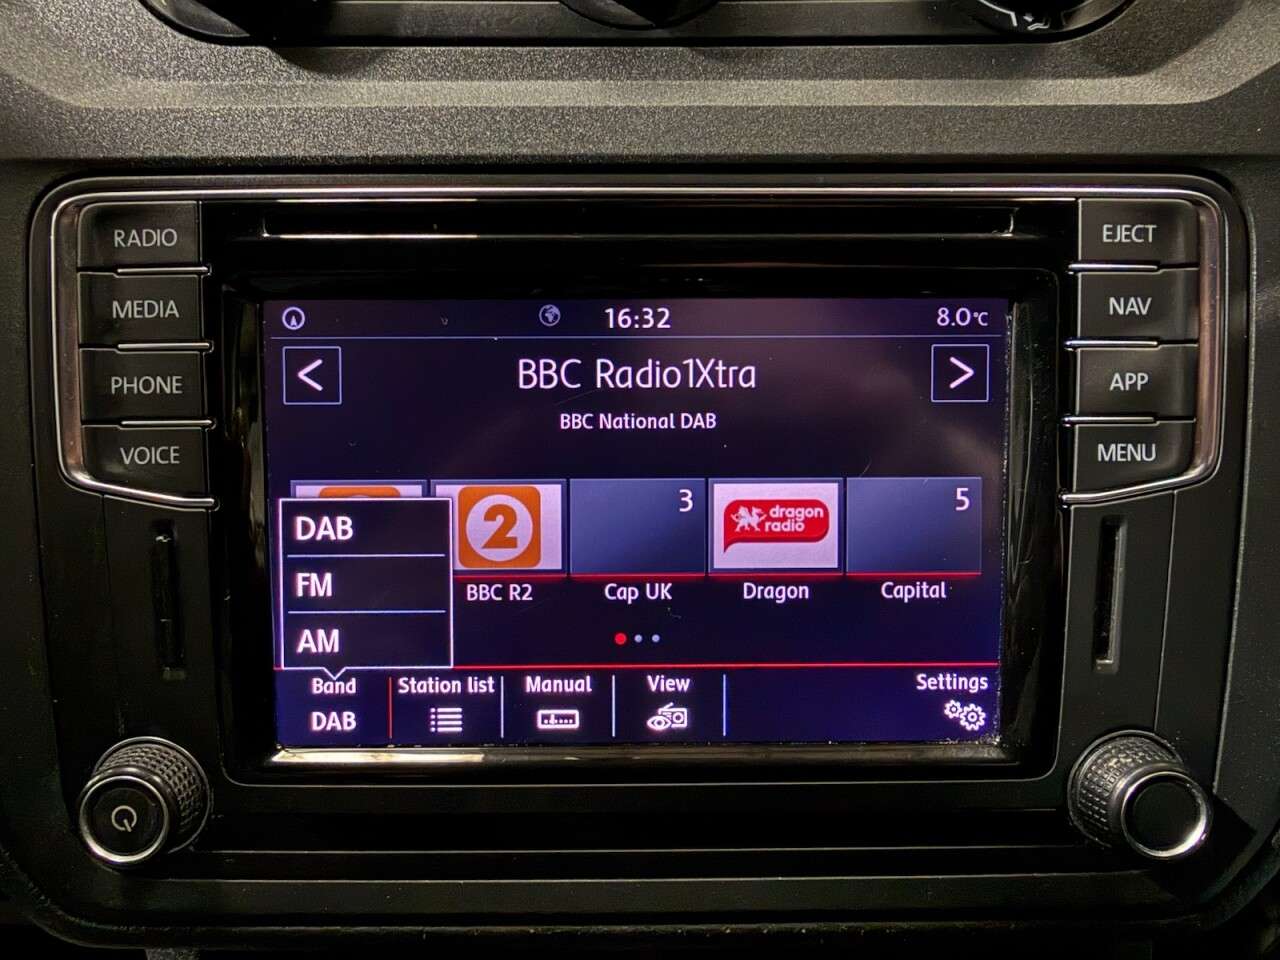 RADIO
MEDIA
PHONE
VOICE
EJECT
NAV
APP
MENU
16:32
8.0°C
<
BBC Radio1Xtra
>
BBC National DAB
2
3
dragon
radio
5
BBC R2
Cap UK
Dragon
Capital
DAB
FM
AM
Band
DAB
Station list
Manual
View
Settings